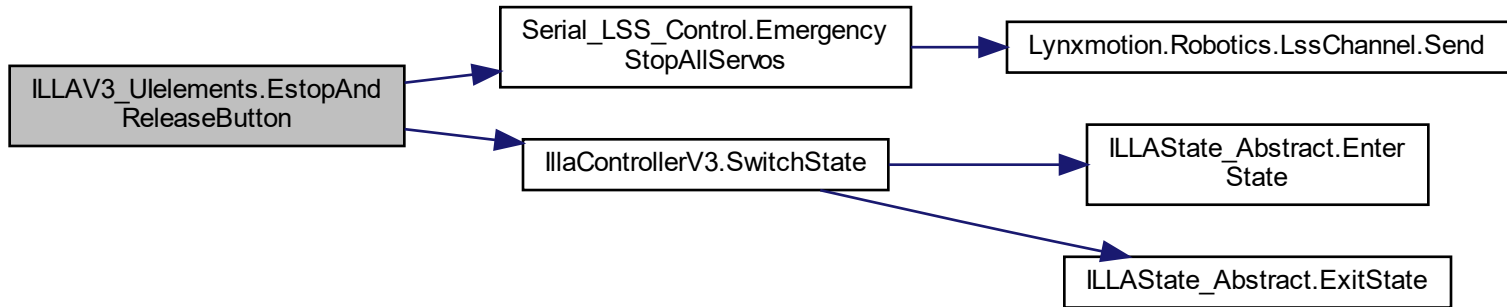 ILLAV3_UIelements.EstopAnd
ReleaseButton
Serial_LSS_Control.Emergency
StopAllServos
Lynxmotion.Robotics.LssChannel.Send
IllaControllerV3.SwitchState
ILLAState_Abstract.Enter
State
ILLAState_Abstract.ExitState